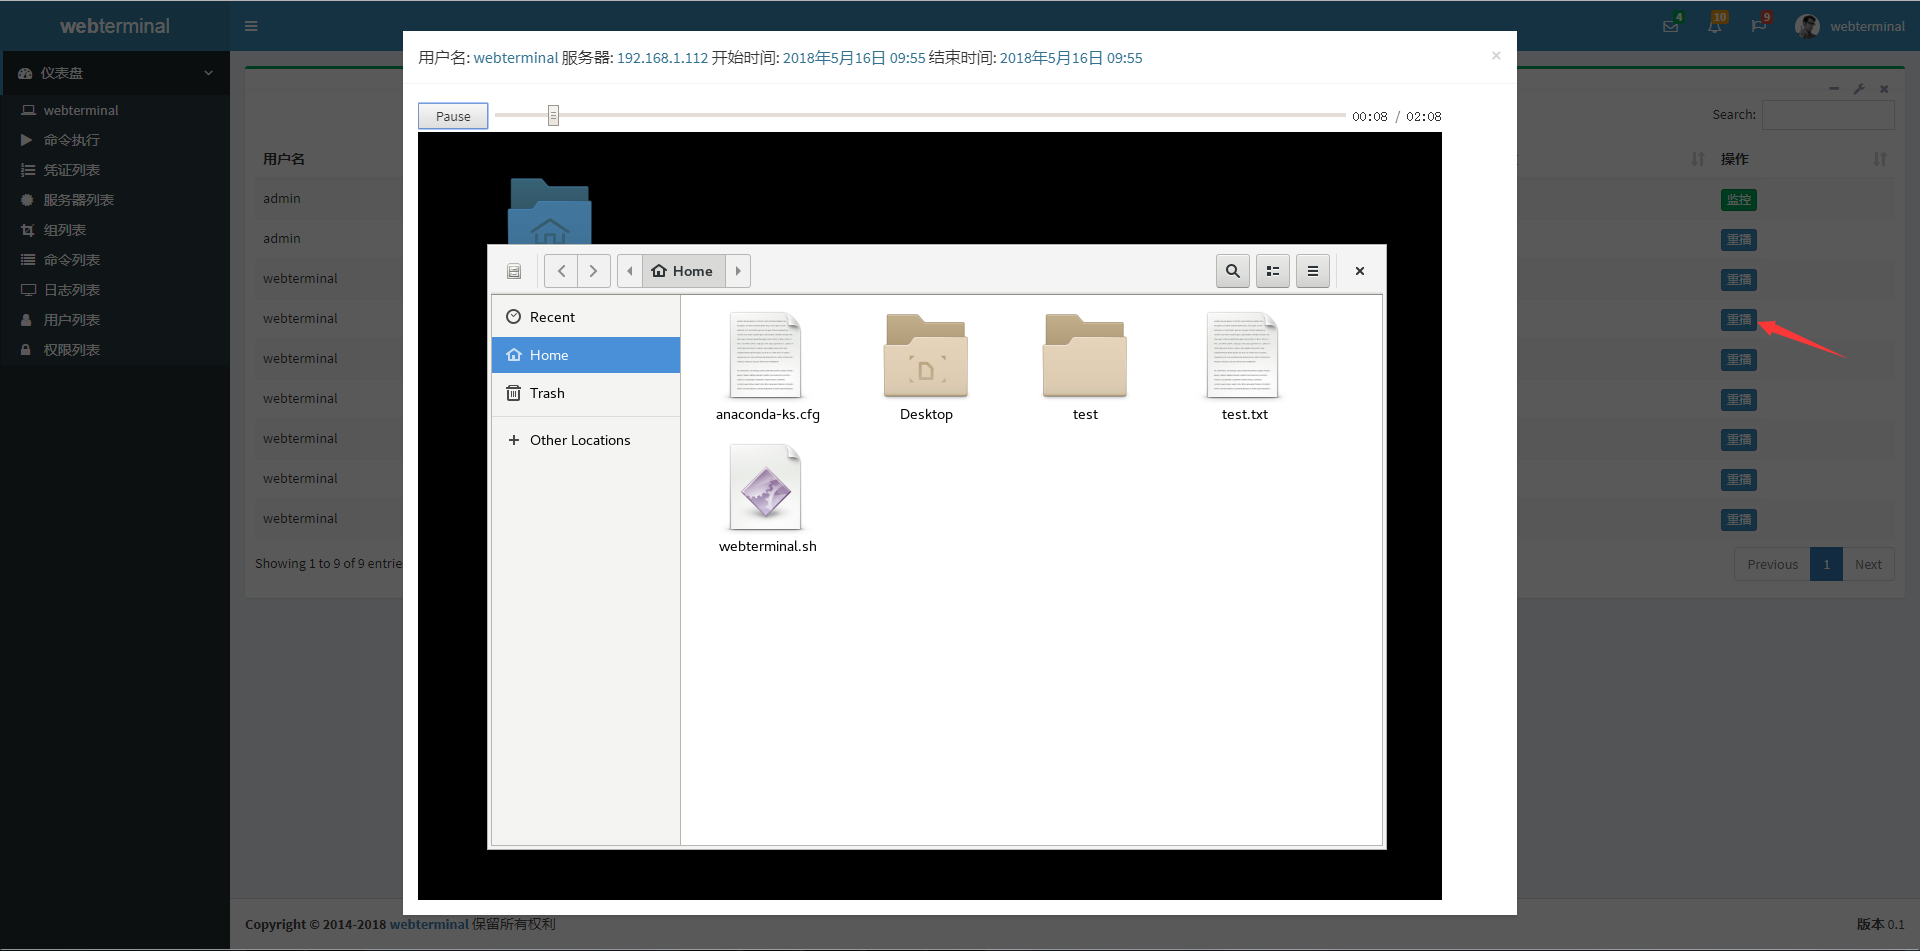 webterminal
4
10
9
webterminal
仪表盘
webterminal
命令执行
凭证列表
服务器列表
组列表
命令列表
日志列表
用户列表
权限列表
用户名: webterminal 服务器: 192.168.1.112 开始时间: 2018年5月16日 09:55 结束时间: 2018年5月16日 09:55
×
Pause
00:08 / 02:08
Search:
用户名
操作
admin
监控
admin
重播
webterminal
重播
webterminal
重播
webterminal
重播
webterminal
重播
webterminal
重播
webterminal
重播
webterminal
重播
Home
Recent
Home
Trash
Other Locations
anaconda-ks.cfg
Desktop
test
test.txt
webterminal.sh
Showing 1 to 9 of 9 entrie
Previous
1
Next
Copyright © 2014-2018 webterminal 保留所有权利
版本 0.1